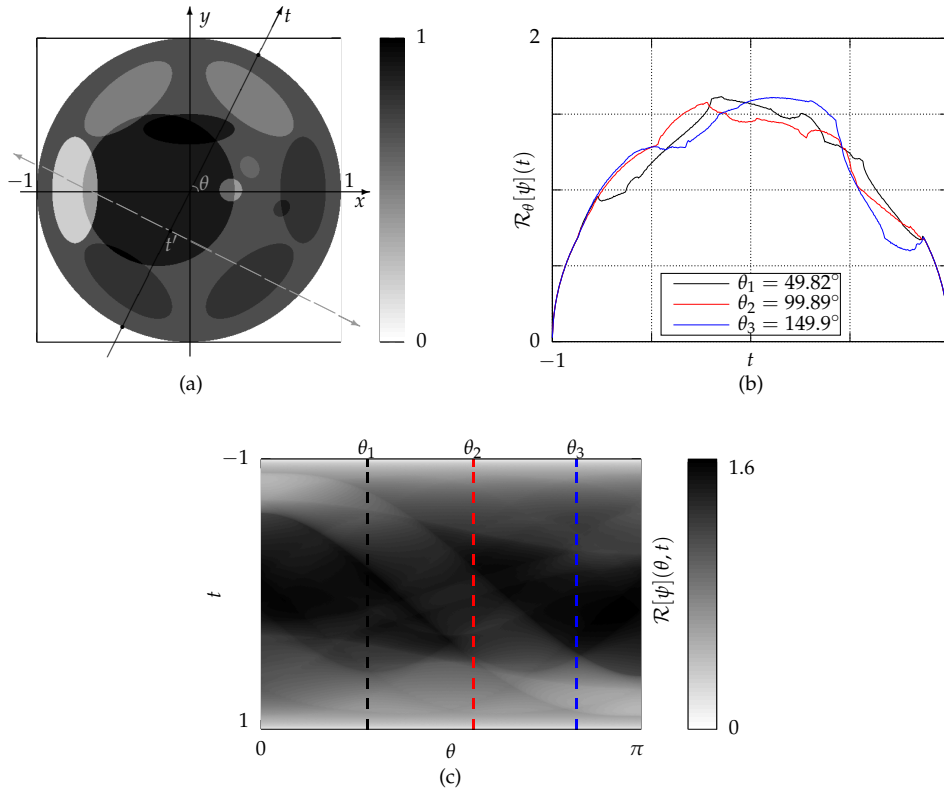 y
t
1
2
−1
1
θ
x
t′
0
(a)
R_θ[ψ](t)
θ₁ = 49.82°
θ₂ = 99.89°
θ₃ = 149.9°
0
−1
t
(b)
θ₁
θ₂
θ₃
−1
1.6
t
R[ψ](θ, t)
1
0
0
θ
π
(c)